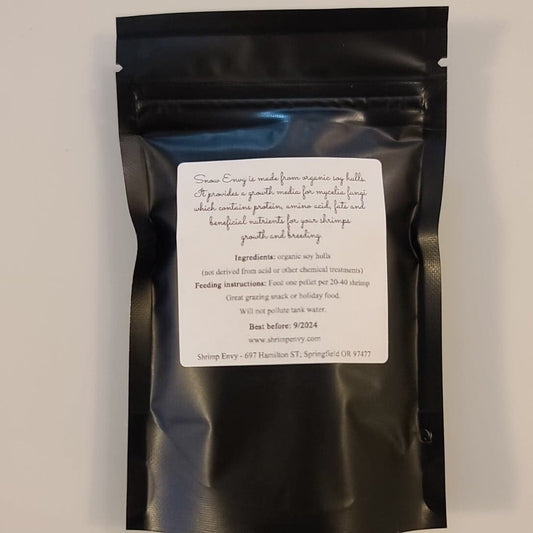 Snow Envy is made from organic soy hulls.
It provides a growth media for mycelia fungi
which contains protein, amino acid, fats and
beneficial nutrients for your shrimps
growth and breeding
Ingredients: organic soy hulls
(not derived from acid or other chemical treatments)
Feeding instructions: Feed one pellet per 20-40 shrimp
Great grazing snack or holiday food.
Will not pollute tank water.
Best before: 9/2024
www.shrimpenvy.com
Shrimp Envy - 697 Hamilton ST; Springfield OR 97477